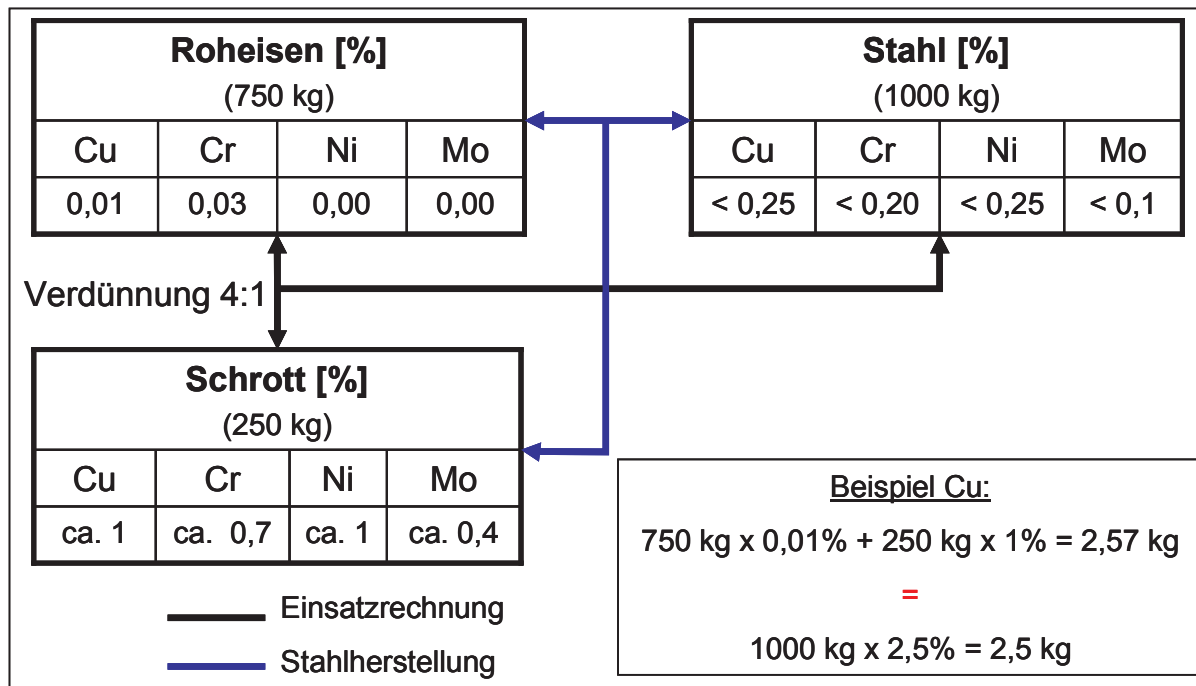 Roheisen [%]
(750 kg)
Cu Cr Ni Mo
0,01 0,03 0,00 0,00
Stahl [%]
(1000 kg)
Cu Cr Ni Mo
< 0,25 < 0,20 < 0,25 < 0,1
Verdünnung 4:1
Schrott [%]
(250 kg)
Cu Cr Ni Mo
ca. 1 ca. 0,7 ca. 1 ca. 0,4
Einsatzrechnung
Stahlherstellung
Beispiel Cu:
750 kg x 0,01% + 250 kg x 1% = 2,57 kg
=
1000 kg x 2,5% = 2,5 kg